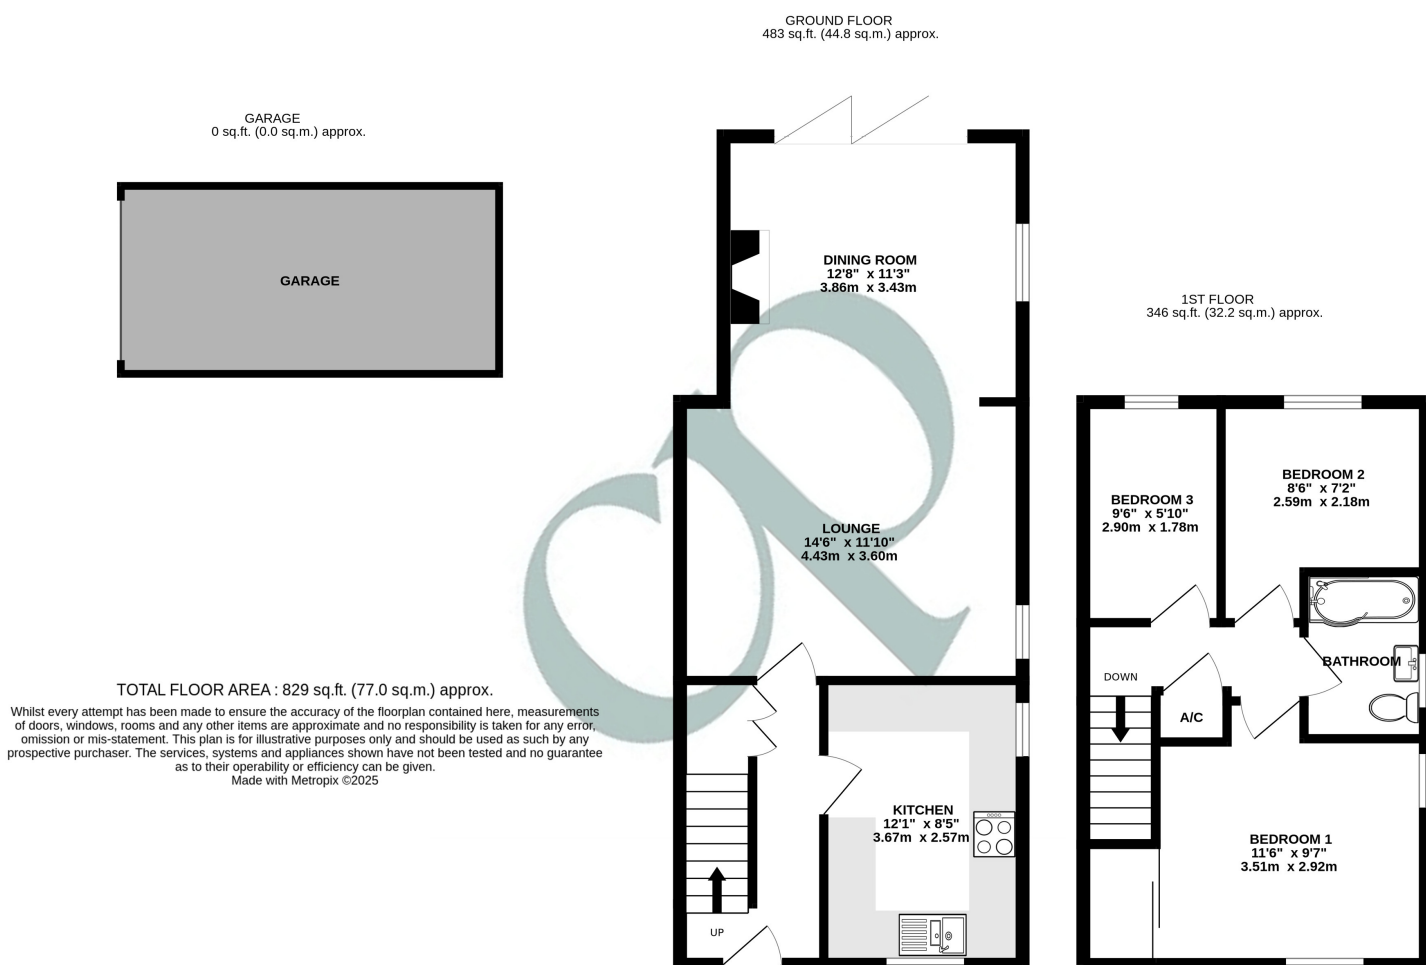 GROUND FLOOR
483 sq.ft. (44.8 sq.m.) approx.
GARAGE
0 sq.ft. (0.0 sq.m.) approx.
GARAGE
DINING ROOM
12'8" x 11'3"
3.86m x 3.43m
1ST FLOOR
346 sq.ft. (32.2 sq.m.) approx.
LOUNGE
14'6" x 11'10"
4.43m x 3.60m
BEDROOM 3
9'6" x 5'10"
2.90m x 1.78m
BEDROOM 2
8'6" x 7'2"
2.59m x 2.18m
BATHROOM
DOWN
A/C
KITCHEN
12'1" x 8'5"
3.67m x 2.57m
BEDROOM 1
11'6" x 9'7"
3.51m x 2.92m
UP
TOTAL FLOOR AREA : 829 sq.ft. (77.0 sq.m.) approx.
Whilst every attempt has been made to ensure the accuracy of the floorplan contained here, measurements
of doors, windows, rooms and any other items are approximate and no responsibility is taken for any error,
omission or mis-statement. This plan is for illustrative purposes only and should be used as such by any
prospective purchaser. The services, systems and appliances shown have not been tested and no guarantee
as to their operability or efficiency can be given.
Made with Metropix ©2025